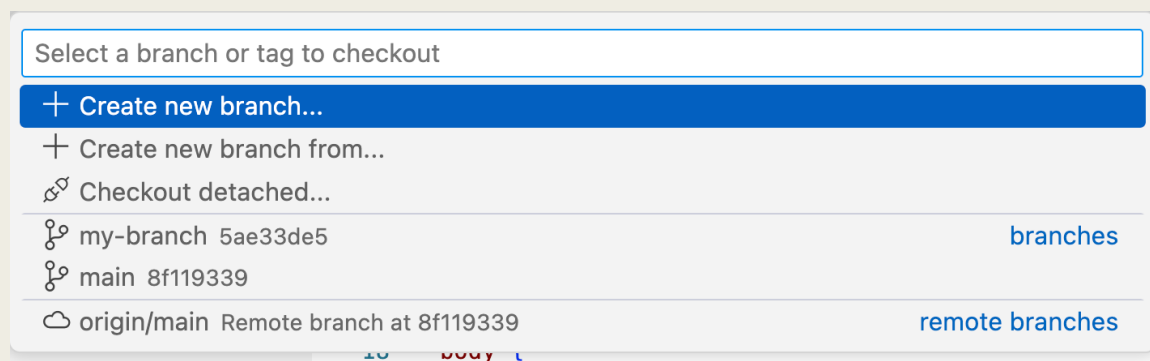 Select a branch or tag to checkout
Create new branch...
Create new branch from...
Checkout detached...
my-branch 5ae33de5 branches
main 8f119339
origin/main Remote branch at 8f119339 remote branches
body {